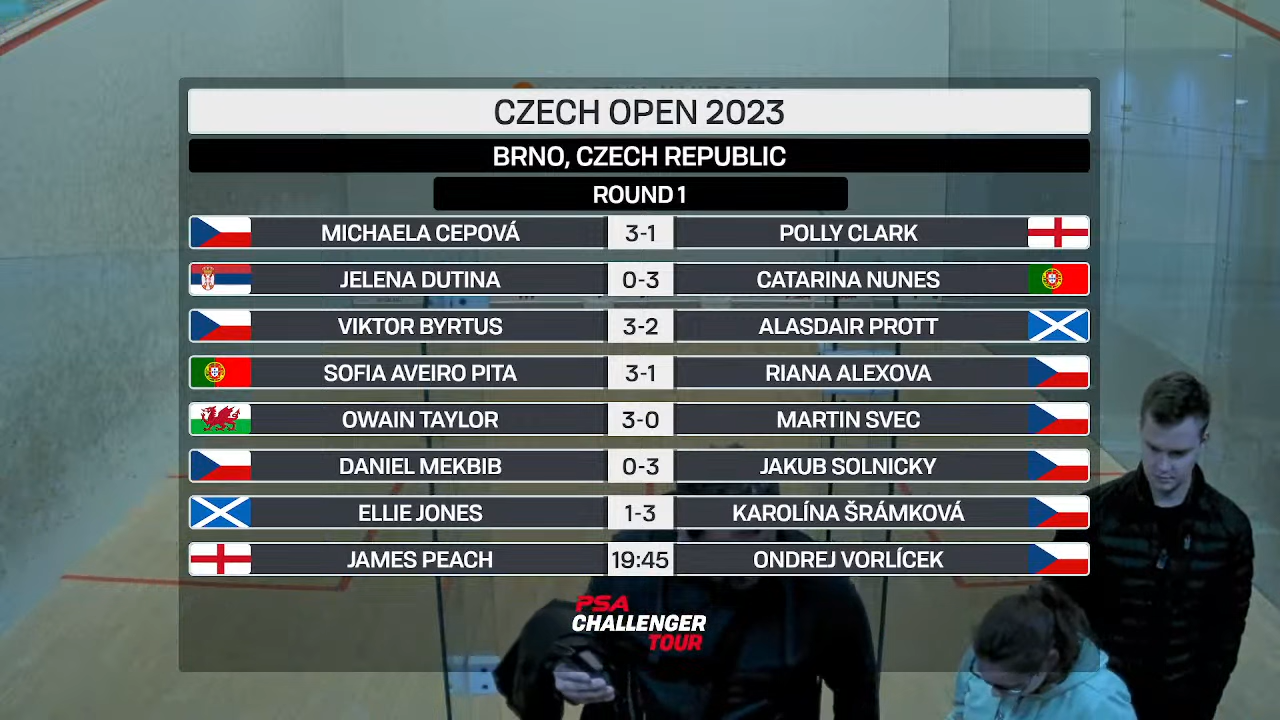 CZECH OPEN 2023
BRNO, CZECH REPUBLIC
ROUND 1
MICHAELA CEPOVÁ 3-1 POLLY CLARK
JELENA DUTINA 0-3 CATARINA NUNES
VIKTOR BYRTUS 3-2 ALASDAIR PROTT
SOFIA AVEIRO PITA 3-1 RIANA ALEXOVA
OWAIN TAYLOR 3-0 MARTIN SVEC
DANIEL MEKBIB 0-3 JAKUB SOLNICKY
ELLIE JONES 1-3 KAROLÍNA ŠRÁMKOVÁ
JAMES PEACH 19:45 ONDREJ VORLÍCEK
PSA
CHALLENGER
TOUR